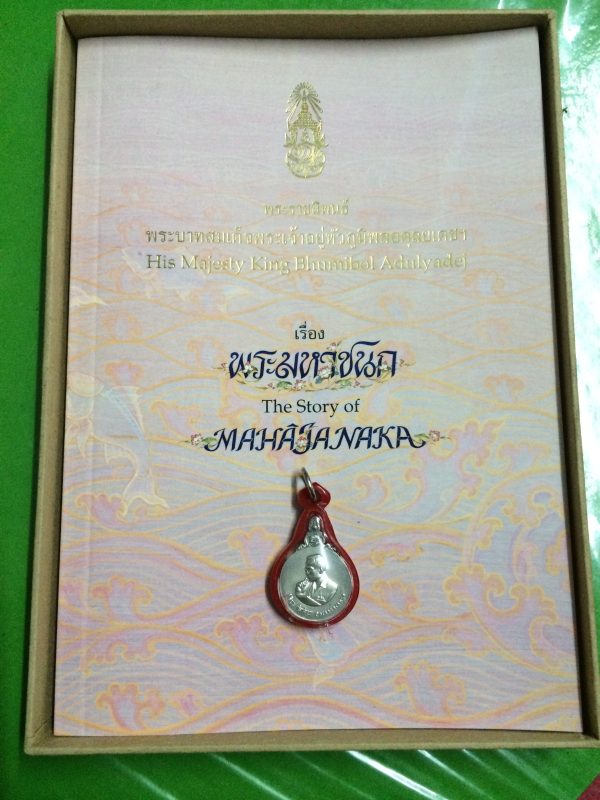 พระราชนิพนธ์
พระบาทสมเด็จพระเจ้าอยู่หัวภูมิพลอดุลยเดชฯ
His Majesty King Bhumibol Adulyadej
เรื่อง
พระมหาชนก
The Story of
MAHĀJANAKA